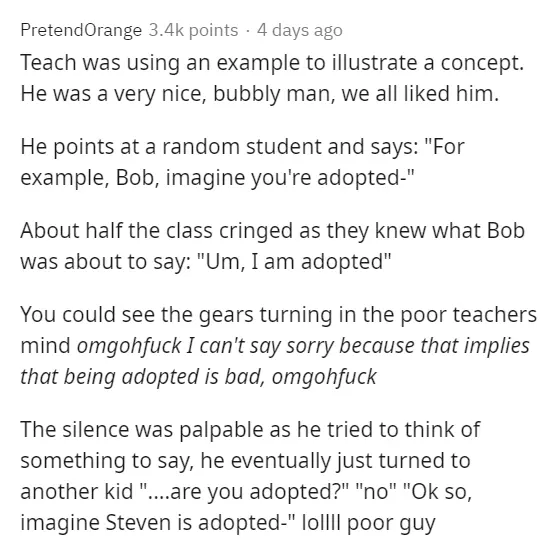 PretendOrange 3.4k points · 4 days ago
Teach was using an example to illustrate a concept.
He was a very nice, bubbly man, we all liked him.
He points at a random student and says: "For
example, Bob, imagine you're adopted-"
About half the class cringed as they knew what Bob
was about to say: "Um, I am adopted"
You could see the gears turning in the poor teachers
mind omgohfuck I can't say sorry because that implies
that being adopted is bad, omgohfuck
The silence was palpable as he tried to think of
something to say, he eventually just turned to
another kid "....are you adopted?" "no" "Ok so,
imagine Steven is adopted-" lollll poor guy